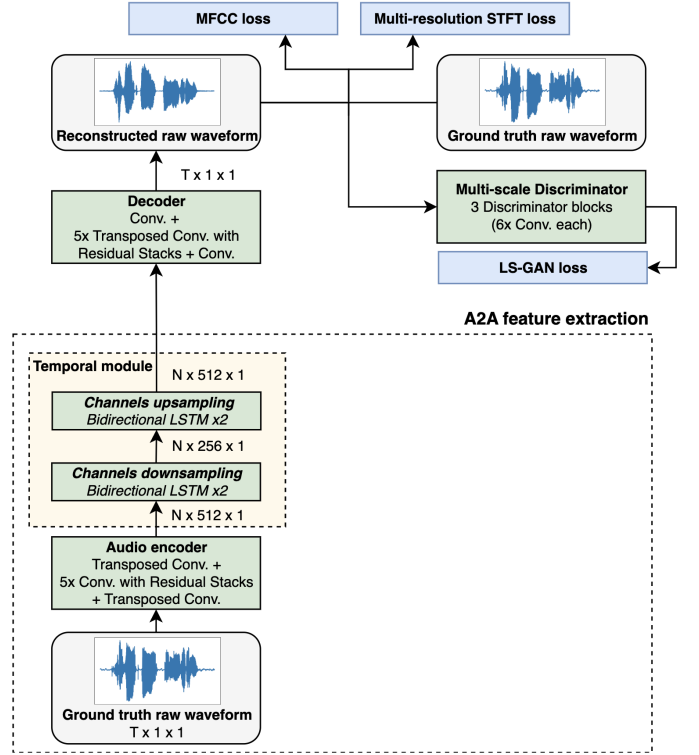 MFCC loss
Multi-resolution STFT loss
Reconstructed raw waveform
Ground truth raw waveform
T x 1 x 1
Decoder
Conv. +
5x Transposed Conv. with
Residual Stacks + Conv.
Multi-scale Discriminator
3 Discriminator blocks
(6x Conv. each)
LS-GAN loss
A2A feature extraction
Temporal module
N x 512 x 1
Channels upsampling
Bidirectional LSTM x2
N x 256 x 1
Channels downsampling
Bidirectional LSTM x2
N x 512 x 1
Audio encoder
Transposed Conv. +
5x Conv. with Residual Stacks
+ Transposed Conv.
Ground truth raw waveform
T x 1 x 1